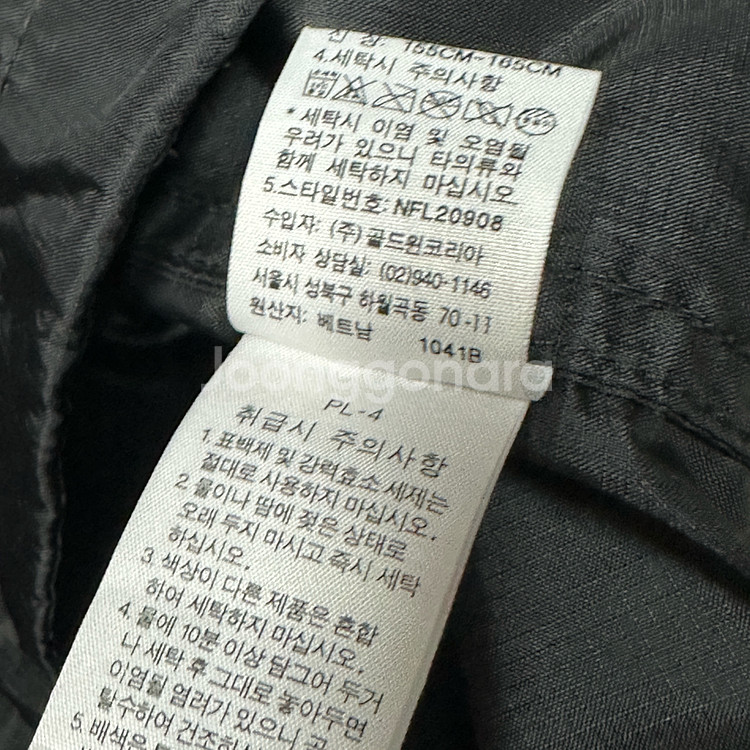 신 장: 155CM-165CM
4.세탁시 주의사항
* 세탁시 이염 및 오염될
우려가 있으니 타의류와
함께 세탁하지 마십시오
5.스타일번호: NFL20908
수입자: (주)골드윈코리아
소비자 상담실: (02)940-1146
서울시 성북구 하월곡동 70-11
원산지: 베트남 1041B
Joonggonara
PL-4
취급시 주의사항
1. 표백제 및 강력효소 세제는
절대로 사용하지 마십시오.
2. 물이나 땀에 젖은 상태로
오래 두지 마시고 즉시 세탁
하십시오.
3. 색상이 다른 제품은 혼합
하여 세탁하지 마십시오.
4. 물에 10분 이상 담그어 두거
나 세탁 후 그대로 놓아두면
이염될 염려가 있으니 곧
탈수하여 건조하십
5. 배색은